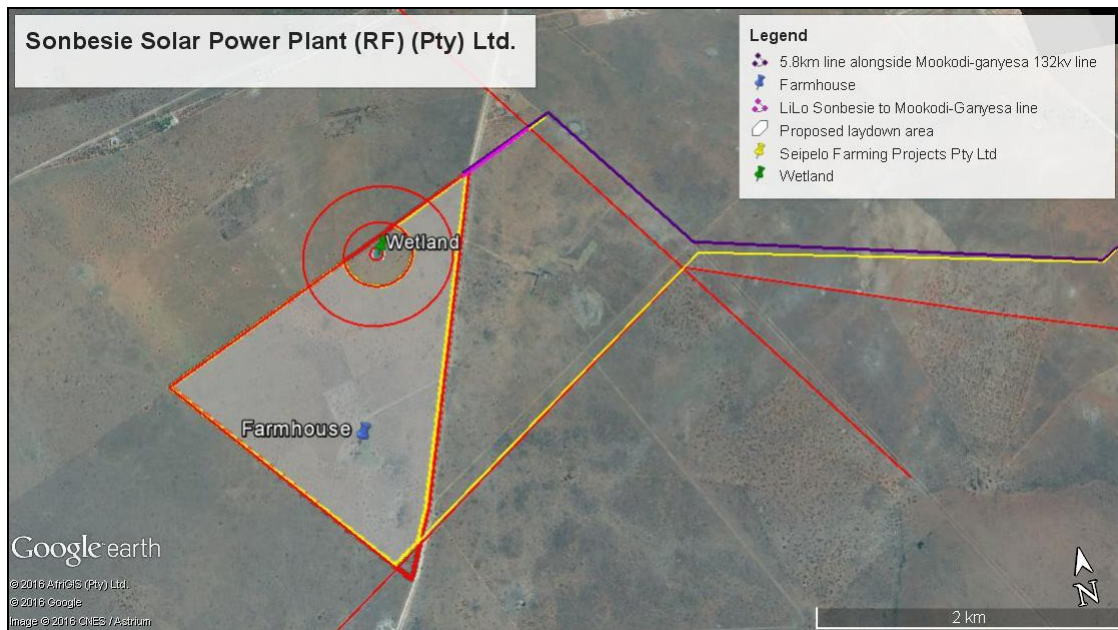 Sonbesie Solar Power Plant (RF) (Pty) Ltd.
Legend
5.8km line alongside Mookodi-ganyesa 132kv line
Farmhouse
LiLo Sonbesie to Mookodi-Ganyesa line
Proposed laydown area
Seipelo Farming Projects Pty Ltd
Wetland
Wetland
Farmhouse
Google earth
© 2016 AfriGIS (Pty) Ltd.
© 2016 Google
Image © 2016 CNES / Astrium
N
2 km